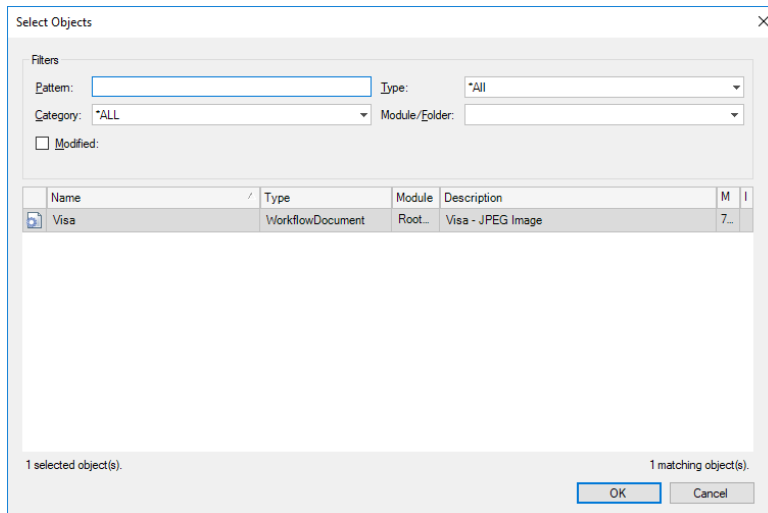 Select Objects
Filters
Pattern: Type: *All
Category: *ALL Module/Folder:
Modified:
Name Type Module Description M I
Visa WorkflowDocument Root... Visa - JPEG Image 7...
1 selected object(s). 1 matching object(s).
OK Cancel